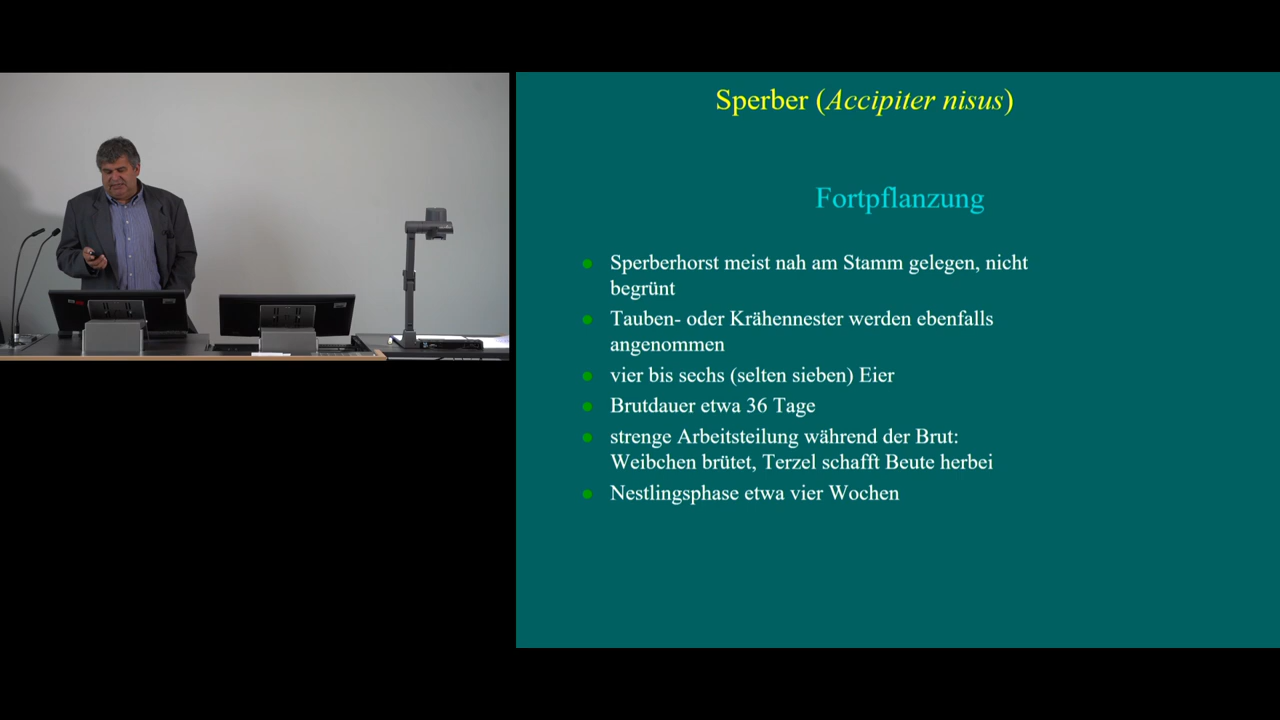 Sperber (Accipiter nisus)
Fortpflanzung
Sperberhorst meist nah am Stamm gelegen, nicht
begrünt
Tauben- oder Krähennester werden ebenfalls
angenommen
vier bis sechs (selten sieben) Eier
Brutdauer etwa 36 Tage
strenge Arbeitsteilung während der Brut:
Weibchen brütet, Terzel schafft Beute herbei
Nestlingsphase etwa vier Wochen